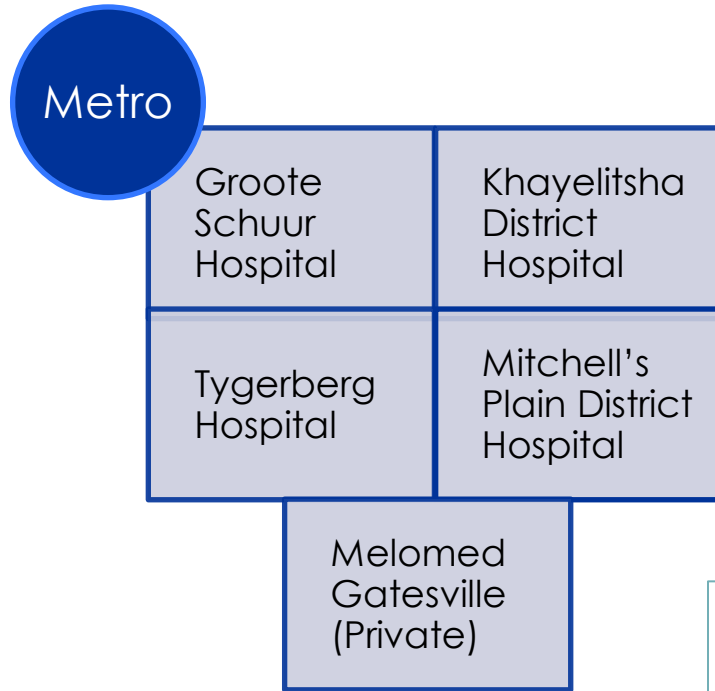 Metro
Groote
Schuur
Hospital
Khayelitsha
District
Hospital
Tygerberg
Hospital
Mitchell’s
Plain District
Hospital
Melomed
Gatesville
(Private)